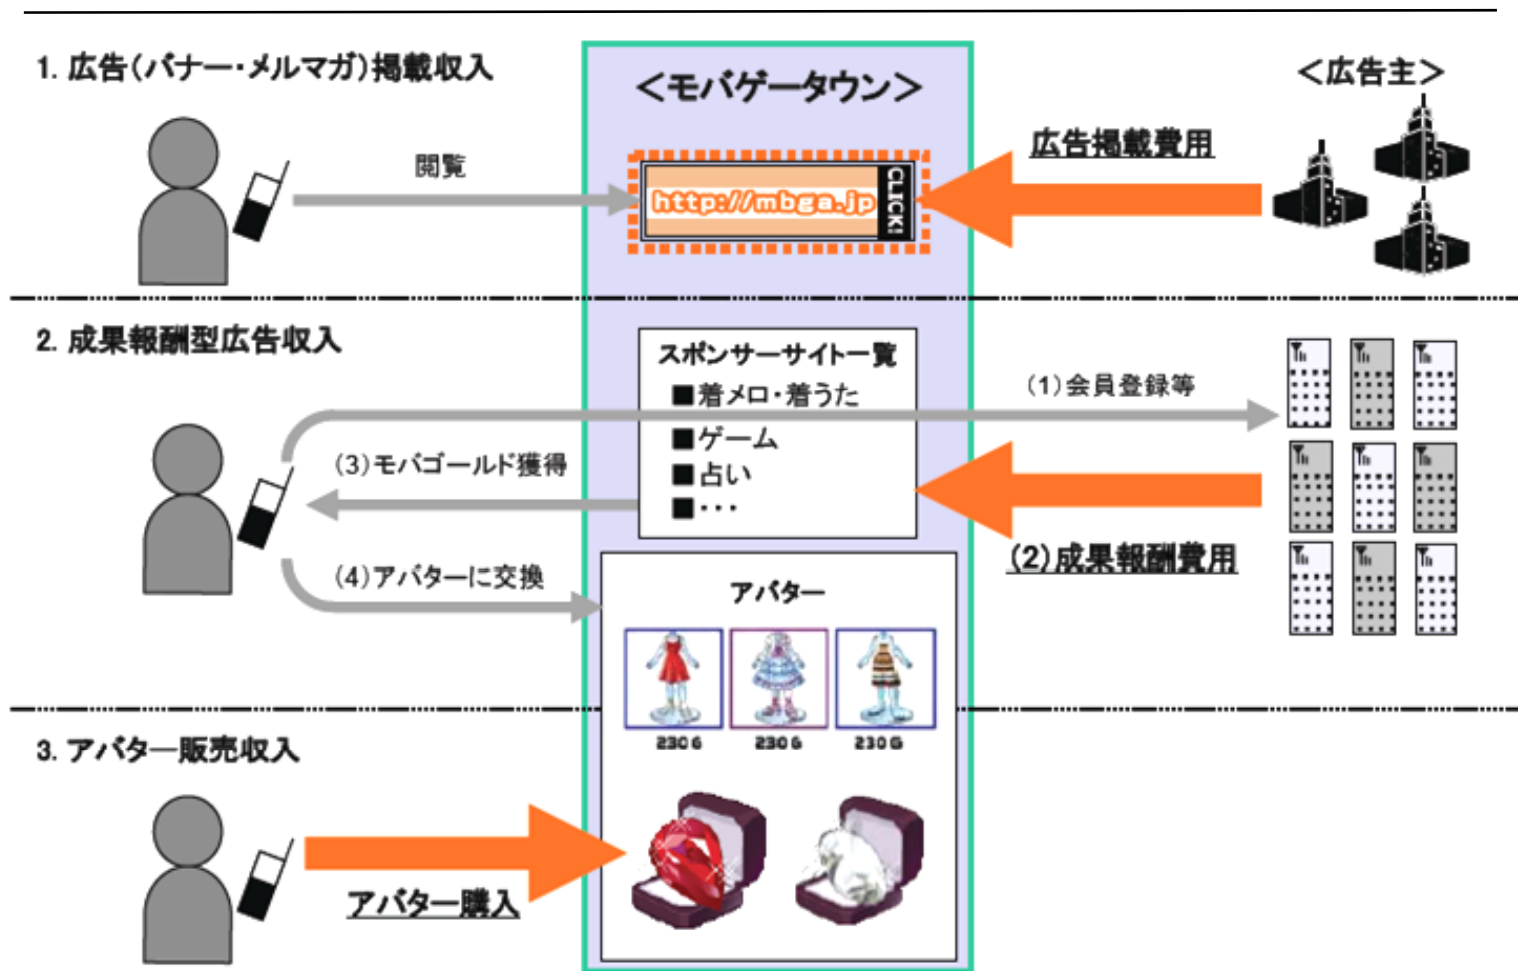 1. 広告(バナー・メルマガ)掲載収入
<モバゲータウン>
<広告主>
閲覧
http://mbga.jp
CLICK!
広告掲載費用
2. 成果報酬型広告収入
スポンサーサイト一覧
■着メロ・着うた
■ゲーム
■占い
■・・・
(1)会員登録等
(3)モバゴールド獲得
(2)成果報酬費用
(4)アバターに交換
アバター
230G
230G
230G
3. アバター販売収入
アバター購入